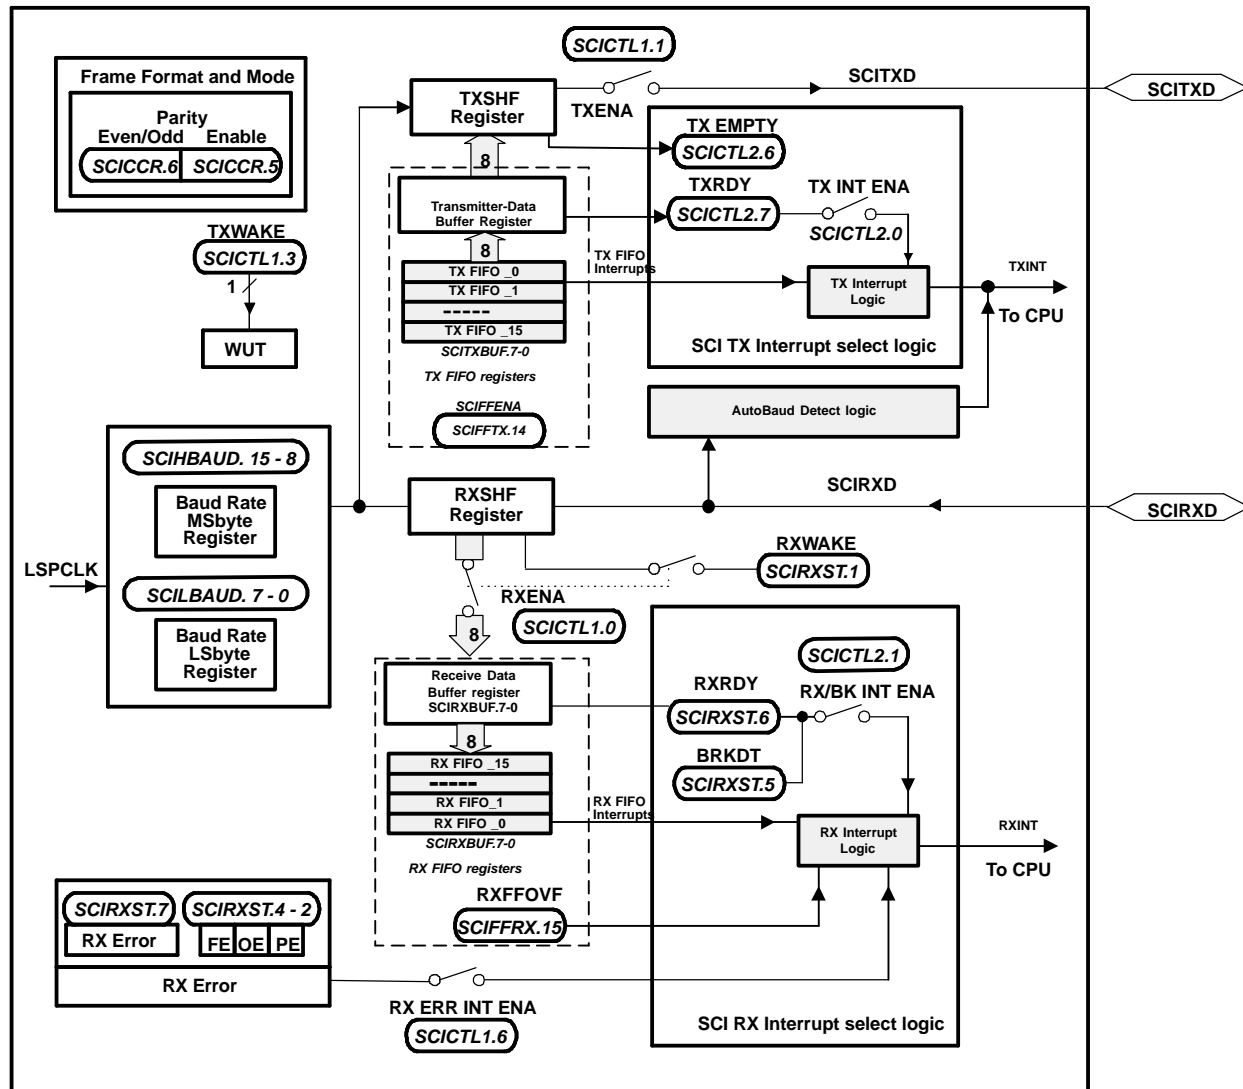 SCICTL1.1
Frame Format and Mode
Parity
Even/Odd Enable
SCICCR.6 SCICCR.5
TXSHF
Register
TXENA
SCITXD
SCITXD
TX EMPTY
SCICTL2.6
8
Transmitter-Data
Buffer Register
TXRDY
SCICTL2.7
TX INT ENA
SCICTL2.0
TXWAKE
SCICTL1.3
1
WUT
8
TX FIFO _0
TX FIFO _1
-----
TX FIFO _15
SCITXBUF.7-0
TX FIFO registers
SCIFFENA
SCIFFTX.14
TX FIFO
Interrupts
TX Interrupt
Logic
TXINT
To CPU
SCI TX Interrupt select logic
AutoBaud Detect logic
SCIHBAUD. 15 - 8
Baud Rate
MSbyte
Register
LSPCLK
SCILBAUD. 7 - 0
Baud Rate
LSbyte
Register
RXSHF
Register
SCIRXD
SCIRXD
RXWAKE
SCIRXST.1
RXENA
SCICTL1.0
8
Receive Data
Buffer register
SCIRXBUF.7-0
8
RX FIFO _15
-----
RX FIFO_1
RX FIFO _0
SCIRXBUF.7-0
RX FIFO registers
RXFFOVF
SCIFFRX.15
SCICTL2.1
RX/BK INT ENA
RXRDY
SCIRXST.6
BRKDT
SCIRXST.5
RX FIFO
Interrupts
RX Interrupt
Logic
RXINT
To CPU
SCI RX Interrupt select logic
SCIRXST.7 SCIRXST.4 - 2
RX Error FE OE PE
RX Error
RX ERR INT ENA
SCICTL1.6